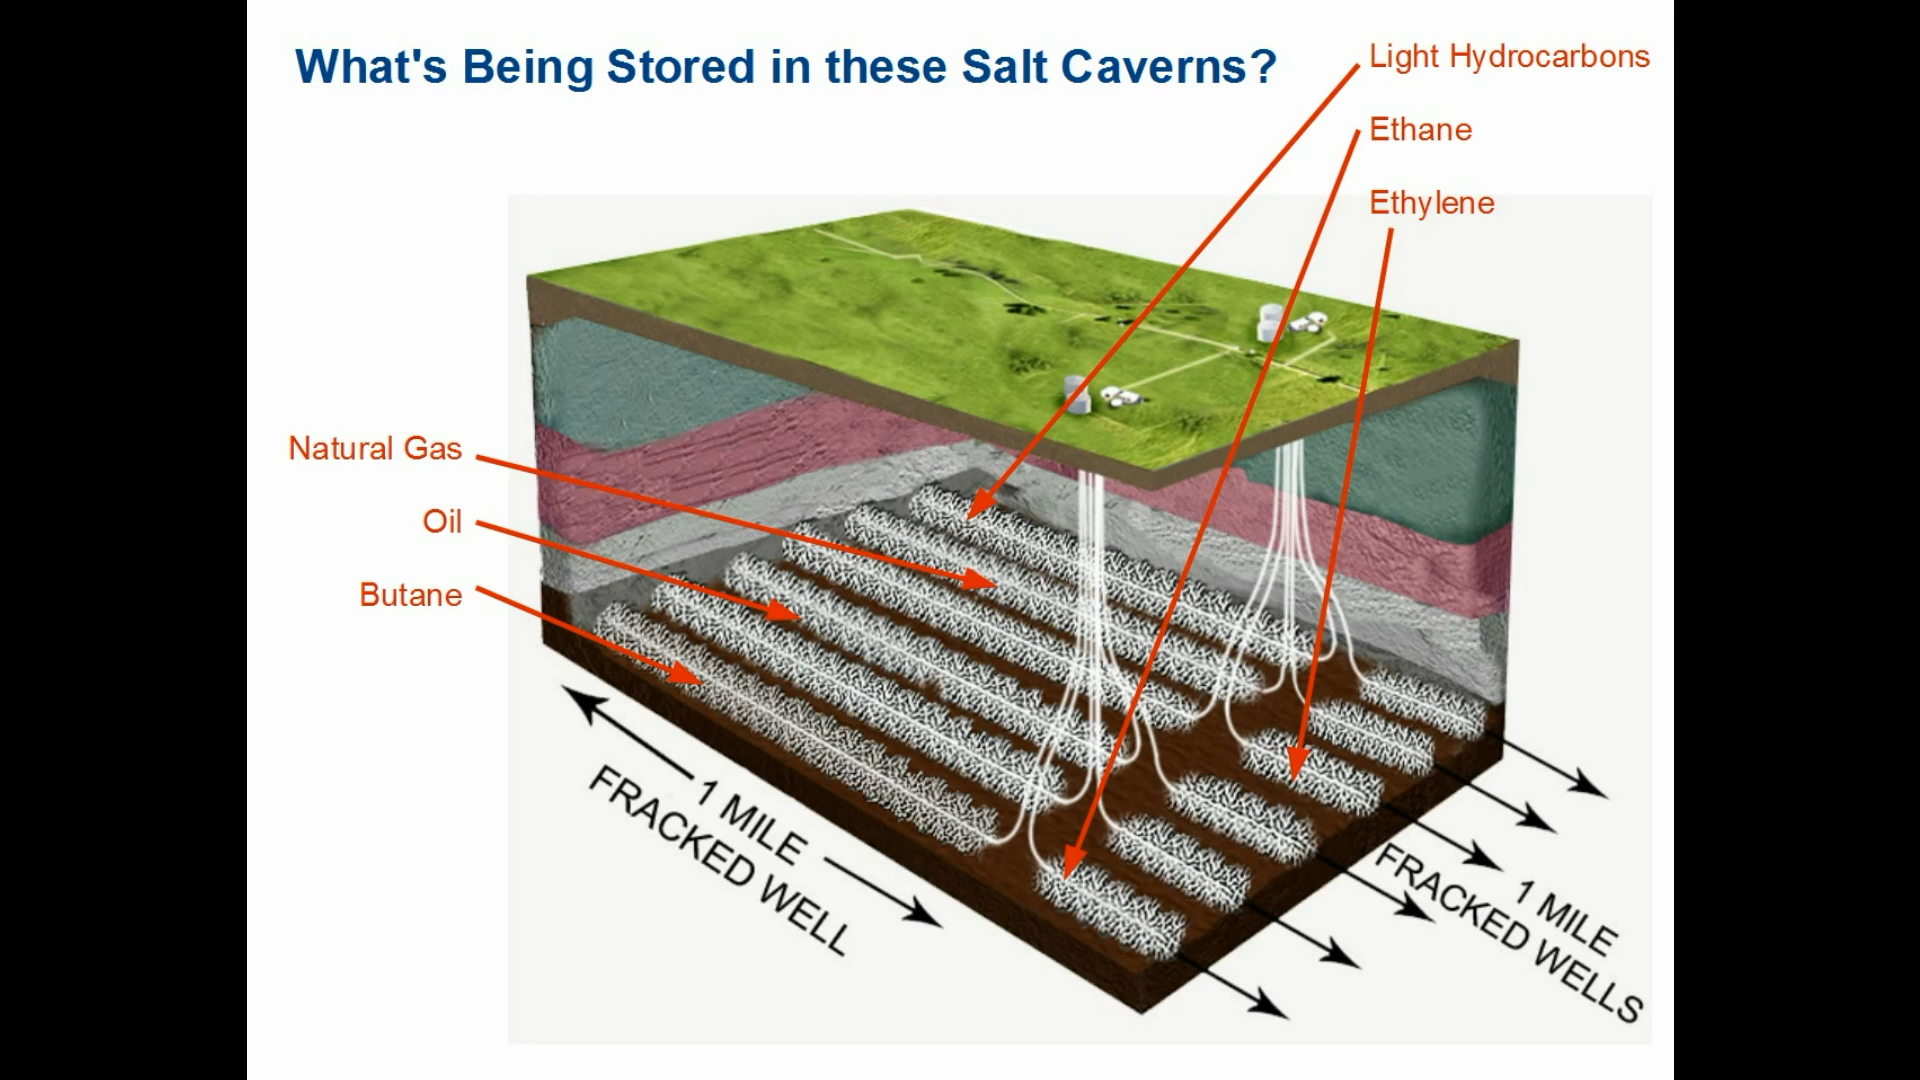 What's Being Stored in these Salt Caverns?
Light Hydrocarbons
Ethane
Ethylene
Natural Gas
Oil
Butane
1 MILE
FRACKED WELL
1 MILE
FRACKED WELLS